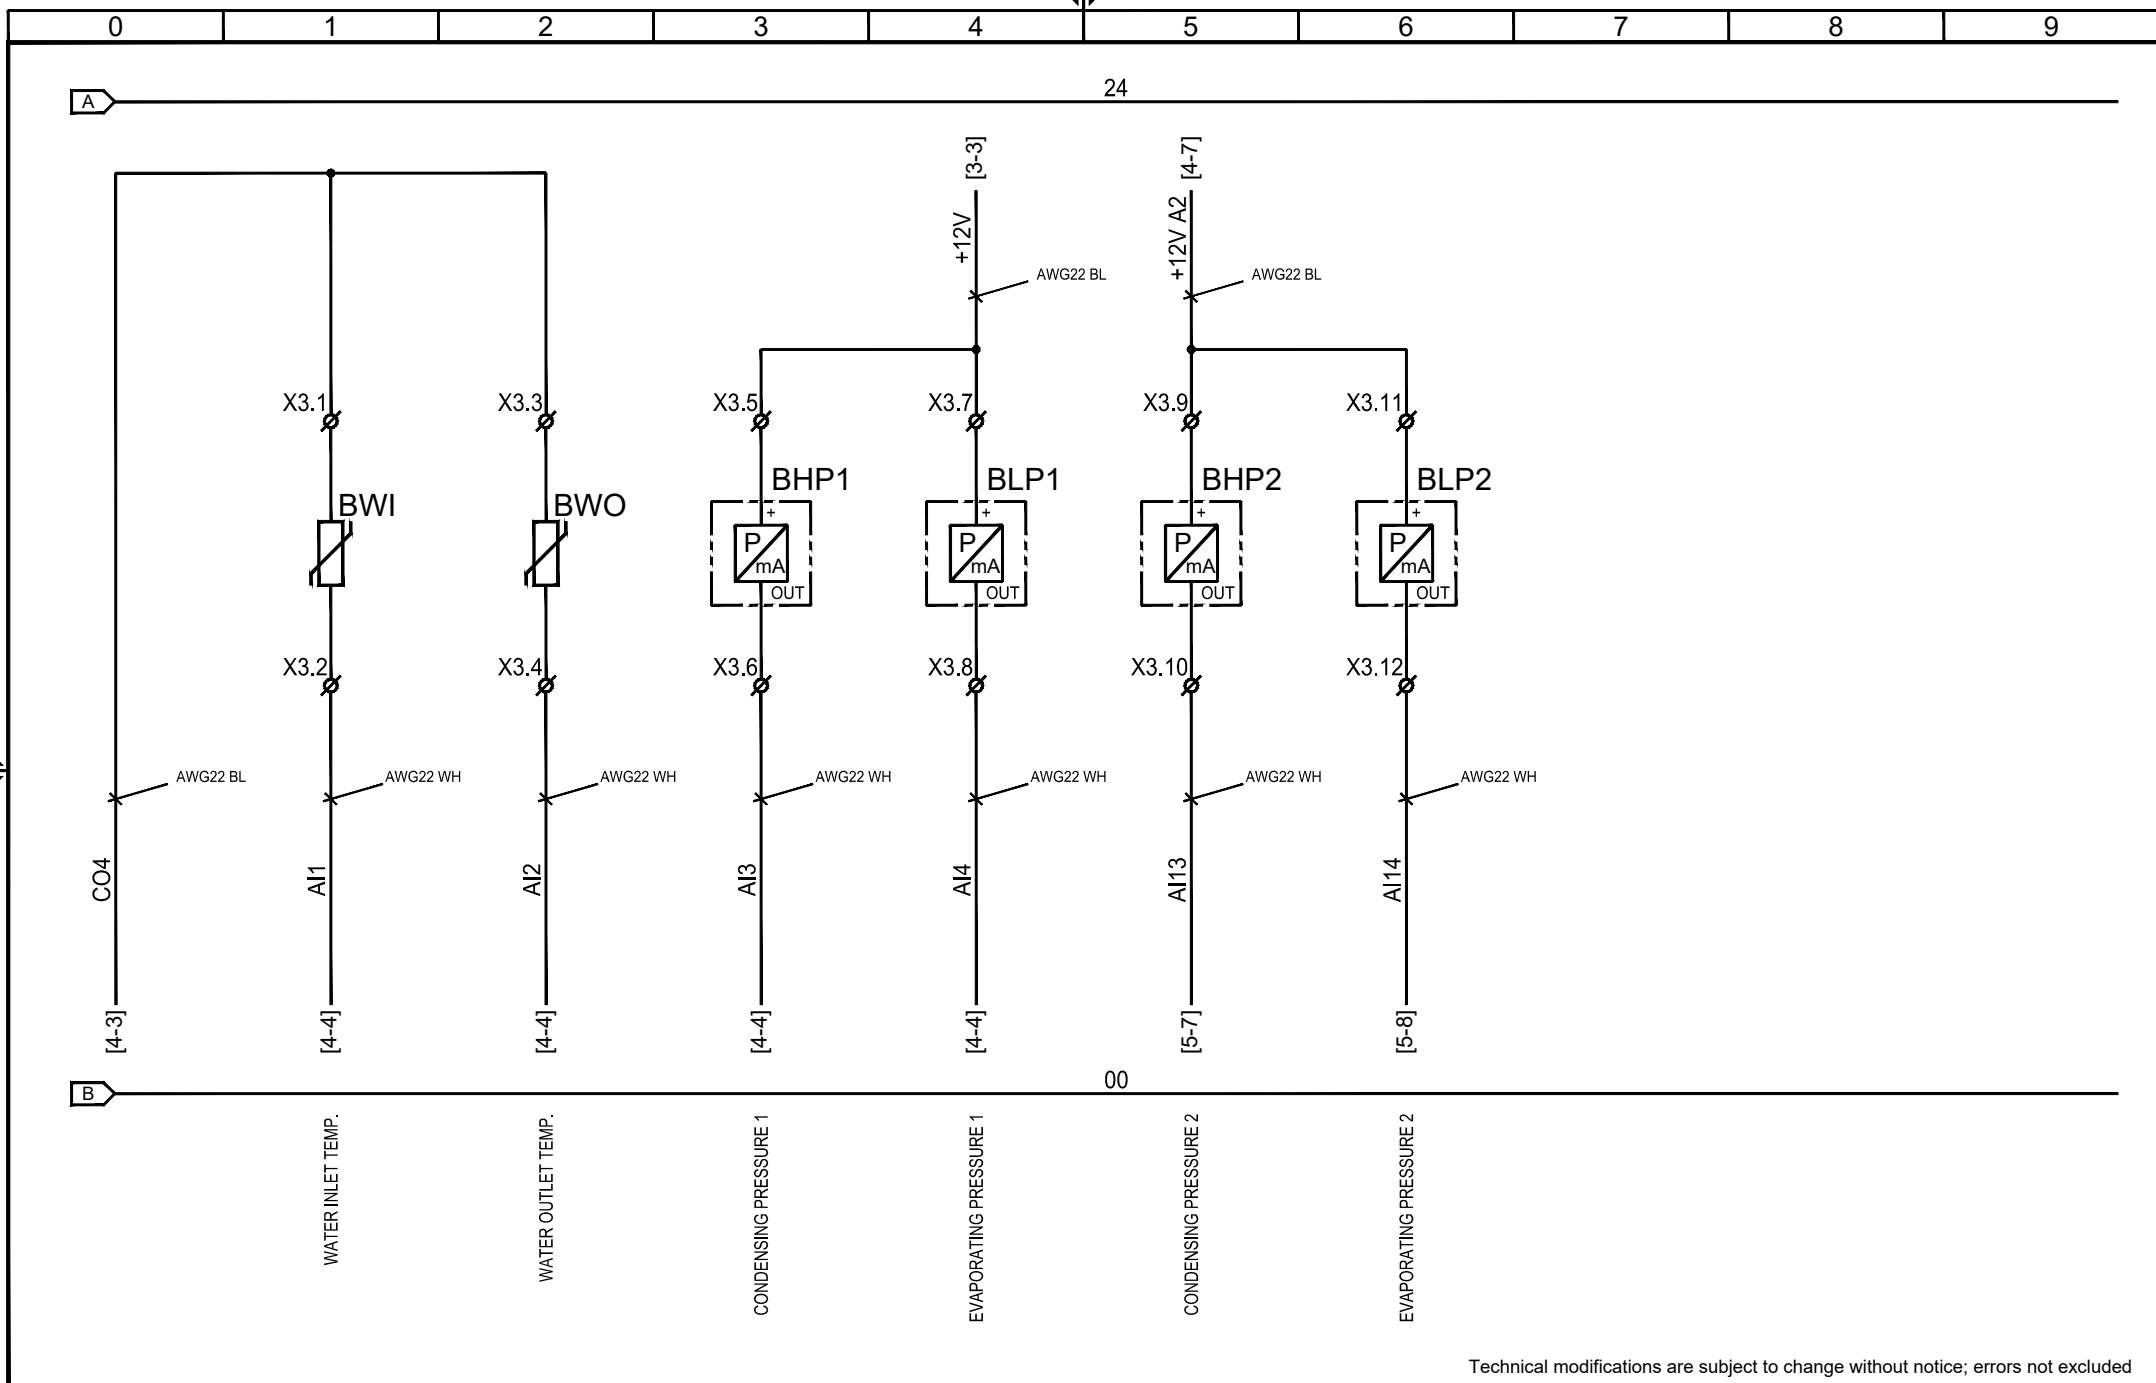 0 1 2 3 4 5 6 7 8 9
A
24
[3-3] [4-7]
+12V +12V A2
AWG22 BL AWG22 BL
X3.1 X3.3 X3.5 X3.7 X3.9 X3.11
BHP1 BLP1 BHP2 BLP2
BWI BWO
+ + + +
P P P P
mA mA mA mA
OUT OUT OUT OUT
X3.2 X3.4 X3.6 X3.8 X3.10 X3.12
AWG22 BL AWG22 WH AWG22 WH AWG22 WH AWG22 WH AWG22 WH AWG22 WH
CO4 AI1 AI2 AI3 AI4 AI13 AI14
[4-3] [4-4] [4-4] [4-4] [4-4] [5-7] [5-8]
00
B
WATER INLET TEMP.
WATER OUTLET TEMP.
CONDENSING PRESSURE 1
EVAPORATING PRESSURE 1
CONDENSING PRESSURE 2
EVAPORATING PRESSURE 2
Technical modifications are subject to change without notice; errors not excluded